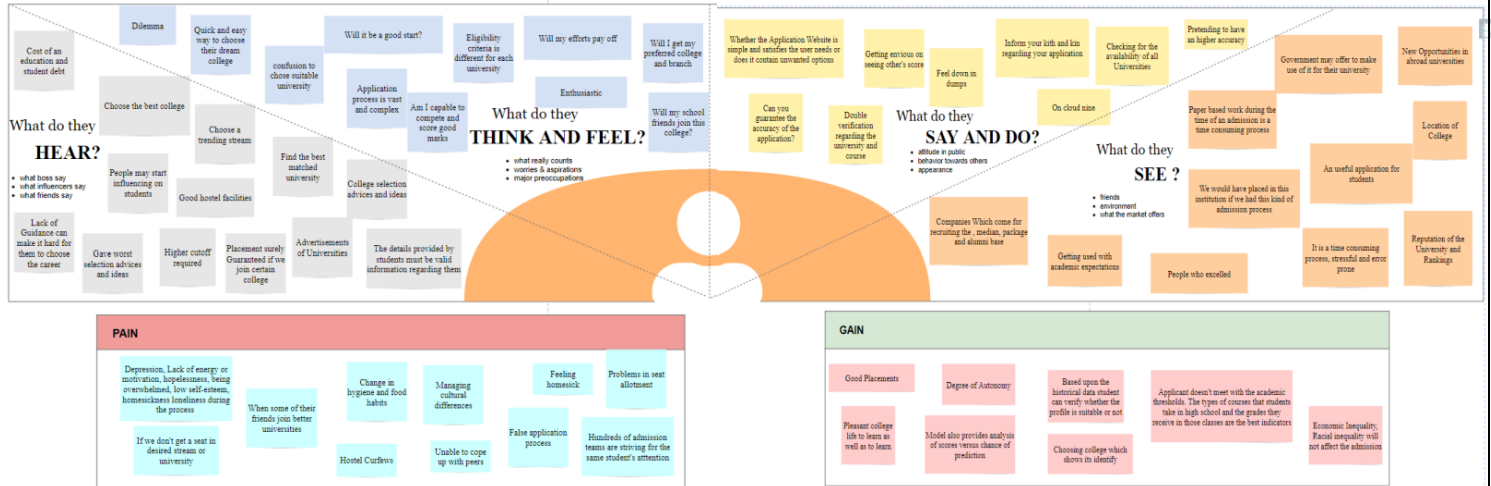 Cost of an
education and
student debt
Dilemma
Quick and easy
way to choose
their dream
college
confusion to
chose suitable
university
Will it be a good start?
Eligibility
criteria is
different for each
university
Will my efforts pay off
Will I get my
preferred college
and branch
Application
process is vast
and complex
Am I capable to
compete and
score good
marks
Enthusiastic
Will my school
friends join this
college?
What do they
THINK AND FEEL?
• what really counts
• worries & aspirations
• major preoccupations
Choose the best college
Choose a
trending stream
What do they
HEAR?
• what boss say
• what influencers say
• what friends say
People may start
influencing on
students
Good hostel facilities
Find the best
matched
university
College selection
advices and ideas
Lack of
Guidance can
make it hard for
them to choose
the career
Gave worst
selection advices
and ideas
Higher cutoff
required
Placement surely
Guaranteed if we
join certain
college
Advertisements
of Universities
The details provided by
students must be valid
information regarding them
Whether the Application Website is
simple and satisfies the user needs or
does it contain unwanted options
Getting envious on
seeing other's score
Feel down in
dumps
Inform your kith and kin
regarding your application
Checking for the
availability of all
Universities
Pretending to have
an higher accuracy
Can you
guarantee the
accuracy of the
application?
Double
verification
regarding the
university and
course
On cloud nine
What do they
SAY AND DO?
• attitude in public
• behavior towards others
• appearance
Government may offer to make
use of it for their university
New Opportunities in
abroad universities
Paper based work during the
time of an admission is a
time consuming
process
Location of
College
What do they
SEE ?
• friends
• environment
• what the market offers
An useful application for
students
We would have placed in this
institution if we had this kind of
admission process
Companies Which come for
recruiting the , median, package
and alumni base
Getting used with
academic expectations
People who excelled
It is a time consuming
process, stressful and error
prone
Reputation of the
University and
Rankings
PAIN
Depression, Lack of energy or
motivation, hopelessness, being
overwhelmed, low self-esteem,
homesickness loneliness during
the process
If we don't get a seat in
desired stream or
university
When some of their
friends join better
universities
Change in
hygiene and food
habits
Hostel Curfews
Managing
cultural
differences
Unable to cope
up with peers
Feeling
homesick
False application
process
Problems in seat
allotment
Hundreds of admission
teams are striving for the
same student's atttention
GAIN
Good Placements
Pleasant college
life to learn as
well as to learn
Degree of Autonomy
Model also provides analysis
of scores versus chance of
prediction
Based upon the
historical data student
can verify whether the
profile is suitable or not
Choosing college which
shows its identify
Applicant doesn't meet with the academic
thresholds. The types of courses that students
take in high school and the grades they
receive in those classes are the best indicators
Economic Inequality,
Racial inequality will
not affect the admission